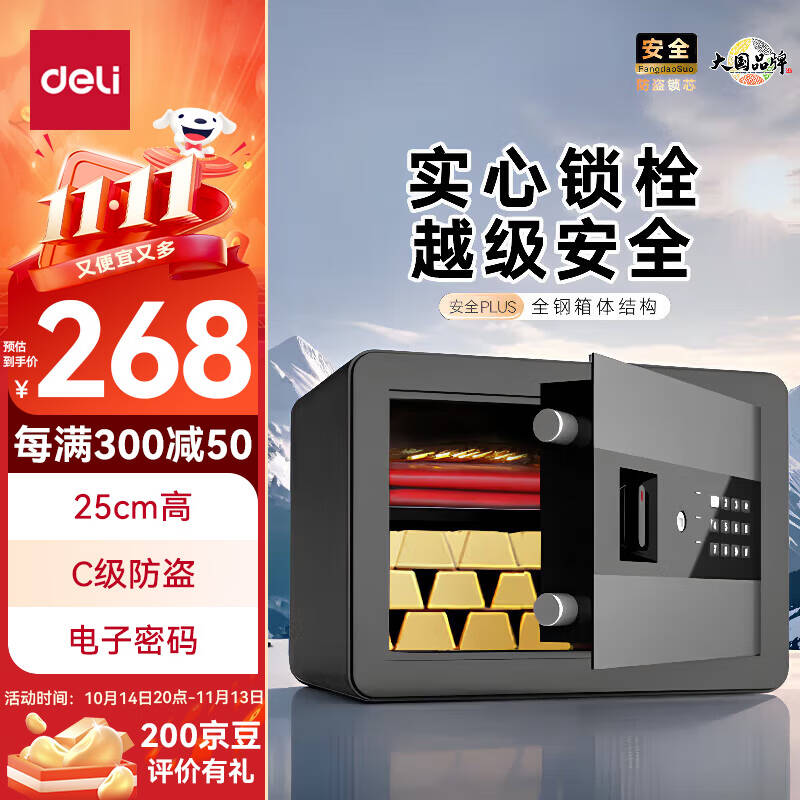 deli
11.11
又便宜又多
预估
到手价
¥268
每满300减50
25cm高
C级防盗
电子密码
活动时间：10月14日20点-11月13日
200京豆
评价有礼
安全
FangdaoSuo
防盗锁芯
大国品牌
实心锁栓
越级安全
安全PLUS 全钢箱体结构